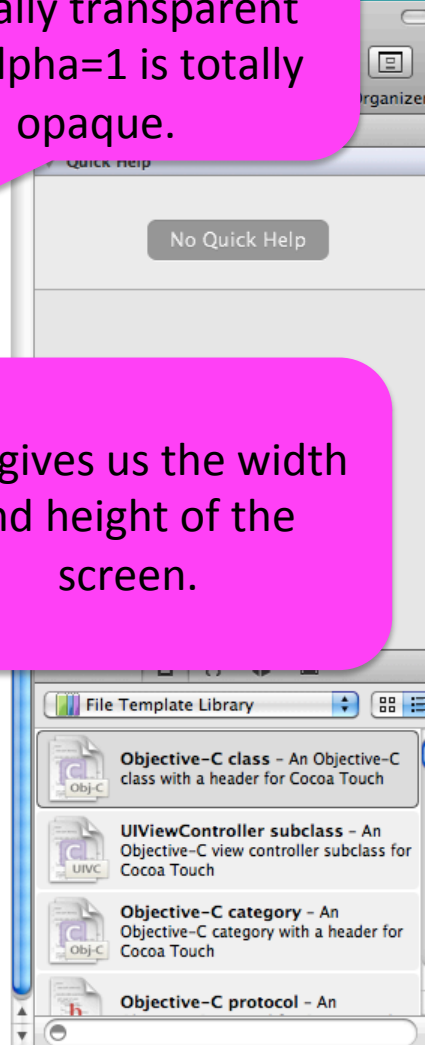 ally transparent
lpha=1 is totally
opaque.
rganizer
Quick Help
No Quick Help
gives us the width
nd height of the
screen.
File Template Library
Objective-C class – An Objective-C
class with a header for Cocoa Touch
Obj-C
UIViewController subclass – An
Objective-C view controller subclass for
Cocoa Touch
UIVC
Objective-C category – An
Objective-C category with a header for
Cocoa Touch
Obj-C
Objective-C protocol – An